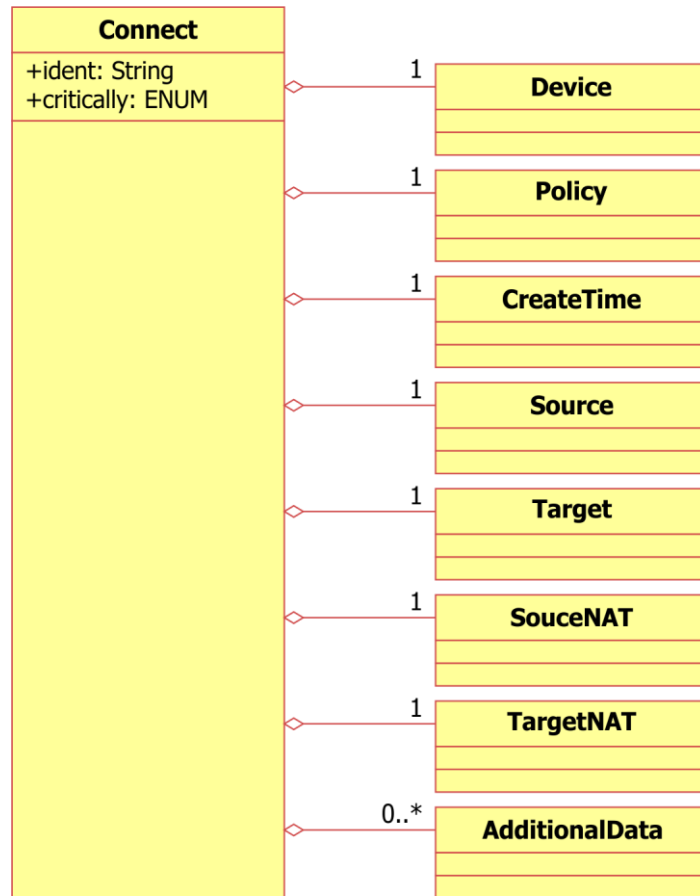 Connect
+ident: String
+critically: ENUM
1
Device
1
Policy
1
CreateTime
1
Source
1
Target
1
SouceNAT
1
TargetNAT
0..*
AdditionalData